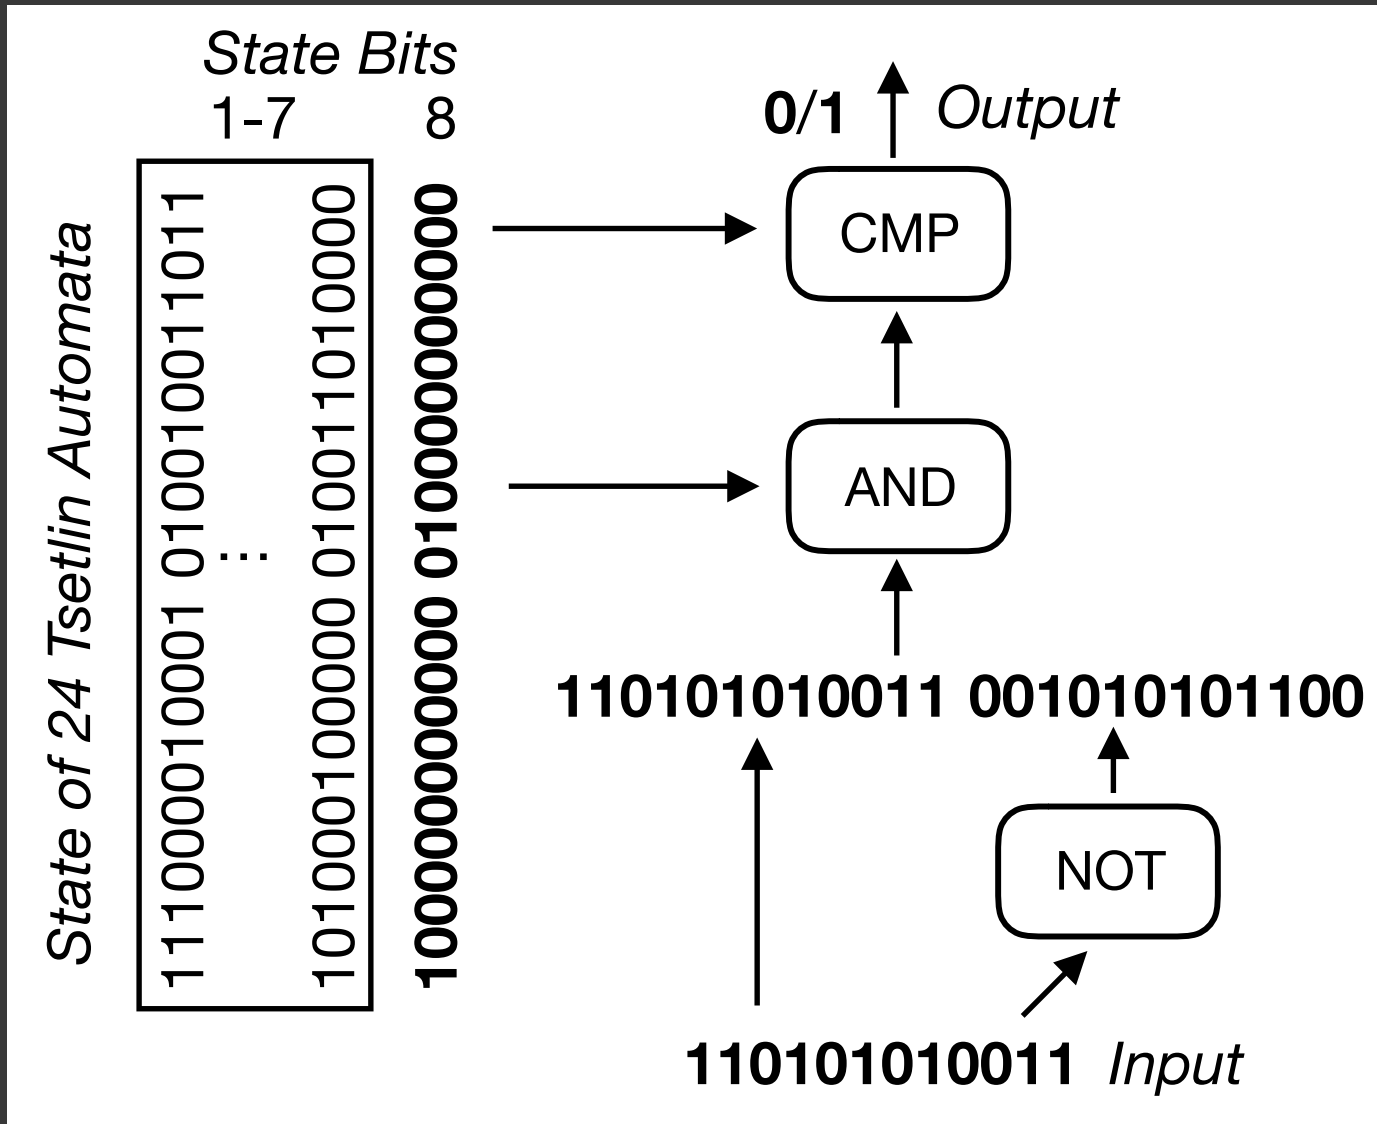 State Bits
1-7 8
State of 24 Tsetlin Automata
111000010001 010010011011
...
101000100000 010011010000
100000000000 010000000000
0/1 Output
CMP
AND
110101010011 001010101100
NOT
110101010011 Input